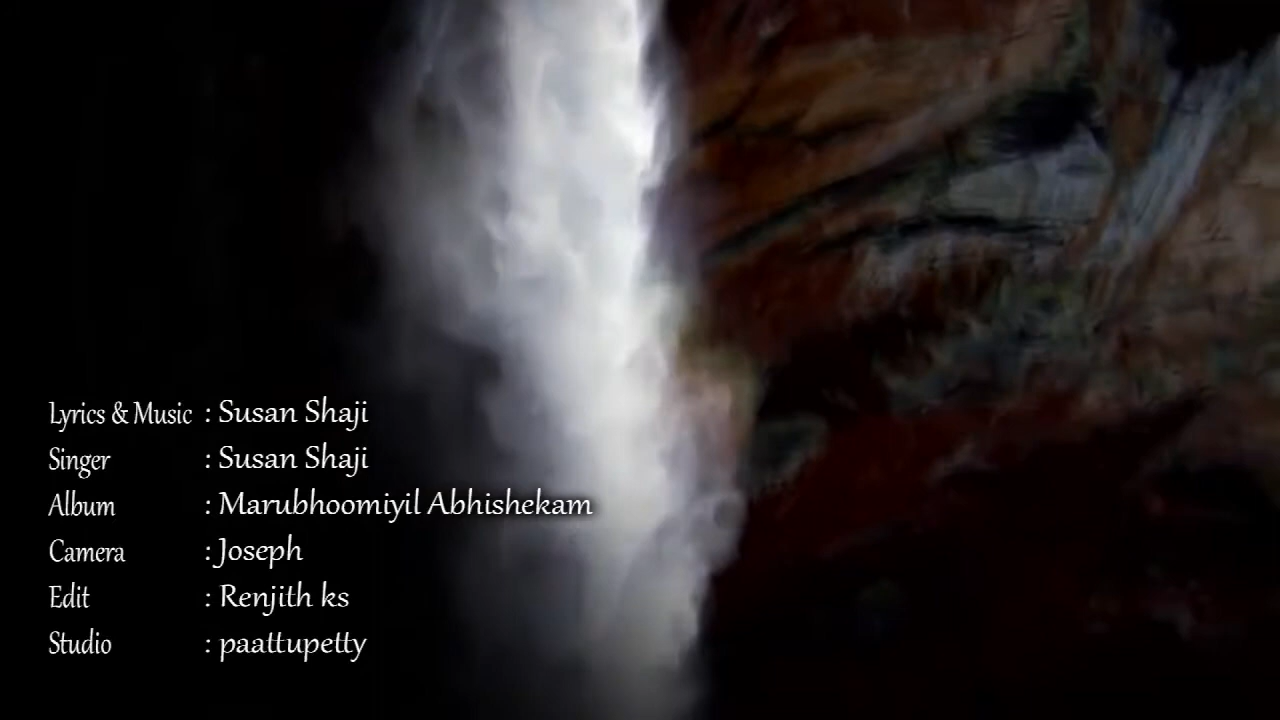 Lyrics & Music : Susan Shaji
Singer : Susan Shaji
Album : Marubhoomiyil Abhishekam
Camera : Joseph
Edit : Renjith ks
Studio : paattupetty